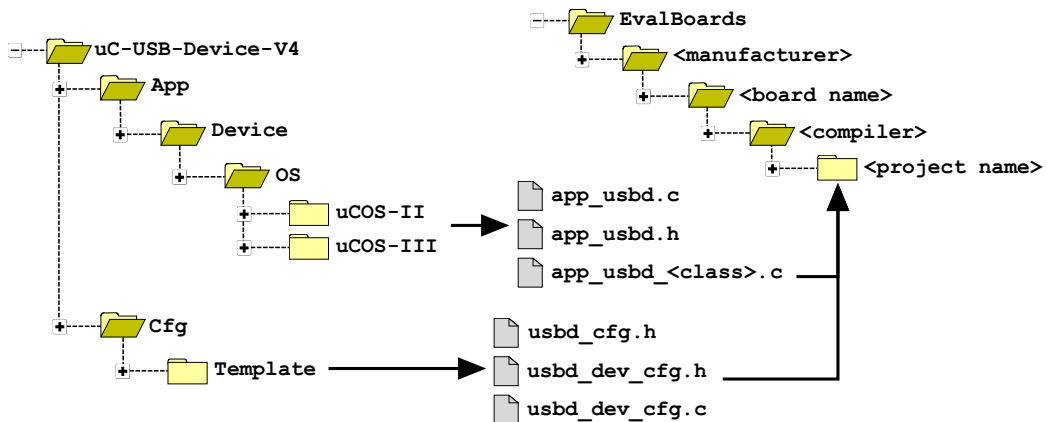 uC-USB-Device-V4
App
Device
OS
uCOS-II
uCOS-III
Cfg
Template
app_usbd.c
app_usbd.h
app_usbd_<class>.c
usbd_cfg.h
usbd_dev_cfg.h
usbd_dev_cfg.c
EvalBoards
<manufacturer>
<board name>
<compiler>
<project name>